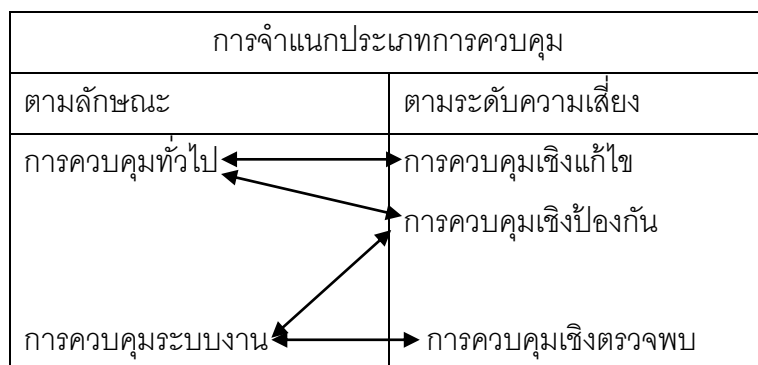 การจำแนกประเภทการควบคุม
ตามลักษณะ ตามระดับความเสี่ยง
การควบคุมทั่วไป การควบคุมเชิงแก้ไข
การควบคุมเชิงป้องกัน
การควบคุมระบบงาน การควบคุมเชิงตรวจพบ